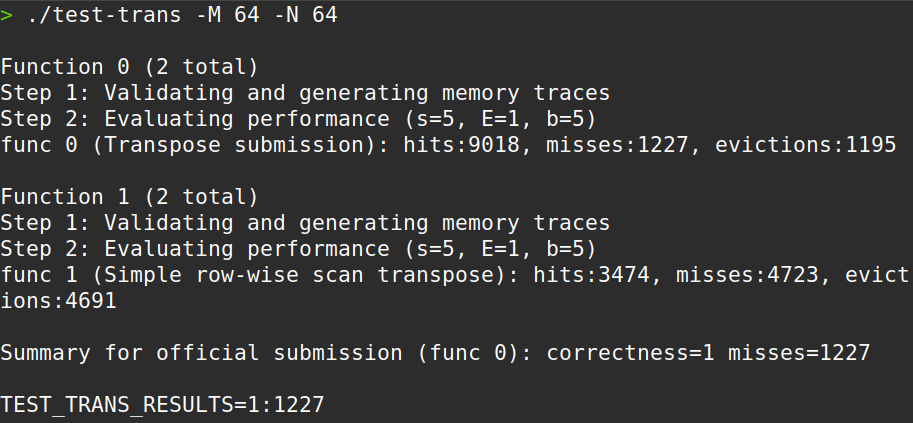 > ./test-trans -M 64 -N 64
Function 0 (2 total)
Step 1: Validating and generating memory traces
Step 2: Evaluating performance (s=5, E=1, b=5)
func 0 (Transpose submission): hits:9018, misses:1227, evictions:1195
Function 1 (2 total)
Step 1: Validating and generating memory traces
Step 2: Evaluating performance (s=5, E=1, b=5)
func 1 (Simple row-wise scan transpose): hits:3474, misses:4723, evict
ions:4691
Summary for official submission (func 0): correctness=1 misses=1227
TEST_TRANS_RESULTS=1:1227